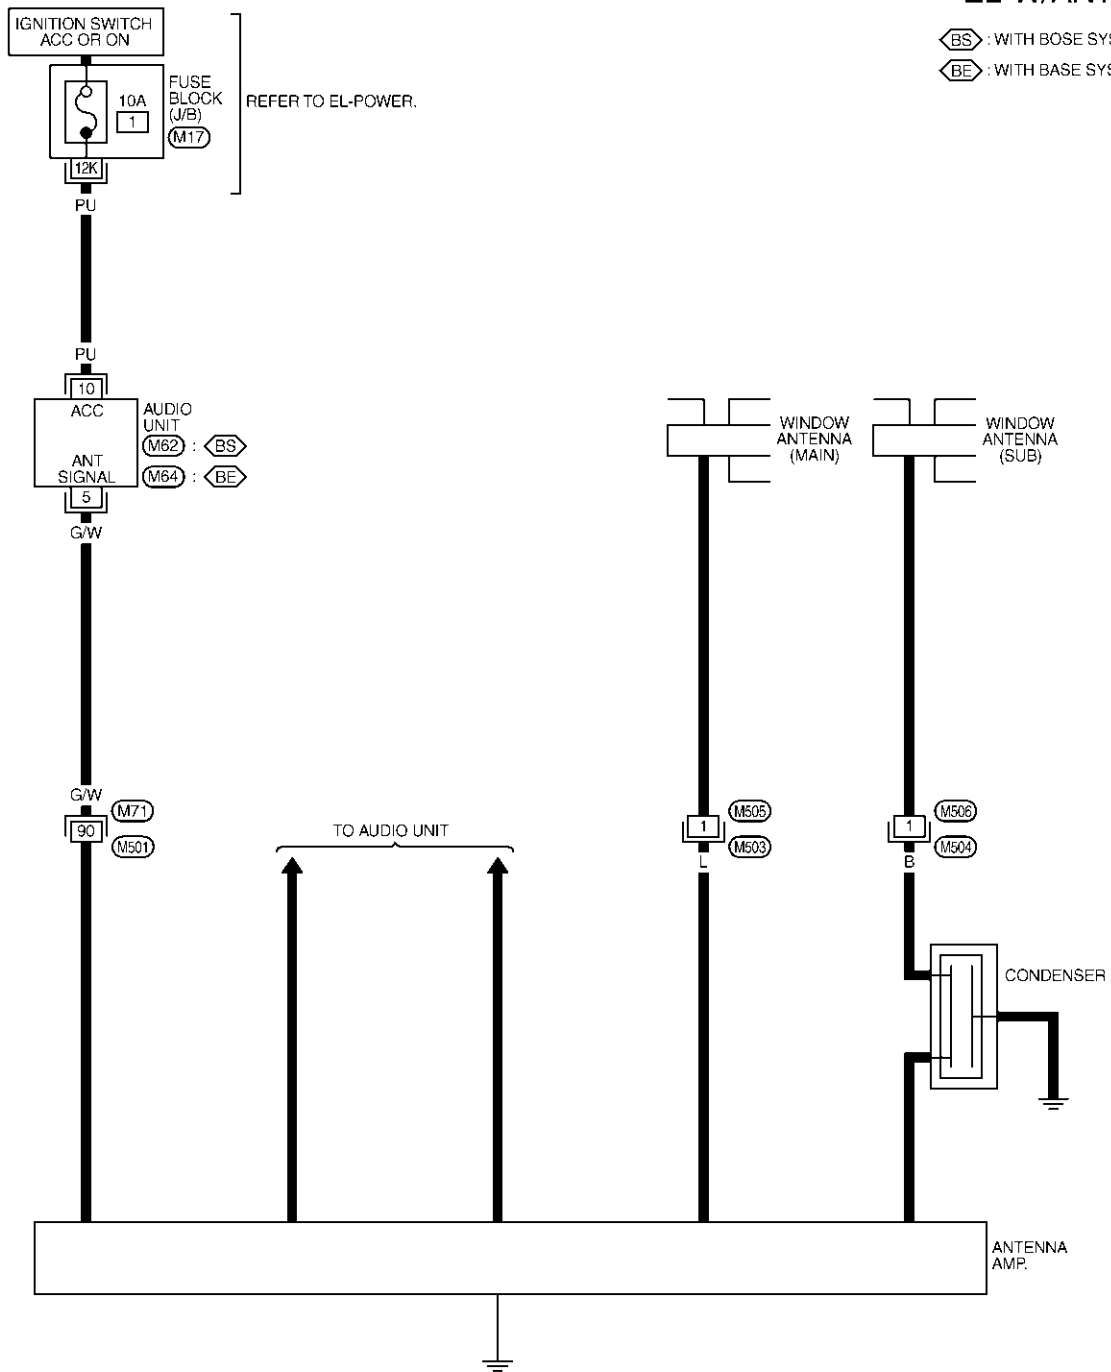 IGNITION SWITCH
ACC OR ON
BS : WITH BOSE
BE : WITH BASE
10A
1
FUSE
BLOCK
(J/B)
M17
REFER TO EL-POWER.
12K
PU
PU
10
ACC
ANT
SIGNAL
5
AUDIO
UNIT
M62 : BS
M64 : BE
G/W
WINDOW
ANTENNA
(MAIN)
WINDOW
ANTENNA
(SUB)
G/W
90
M71
M501
TO AUDIO UNIT
1
M505
M503
L
1
M506
M504
B
CONDENSER
ANTENNA
AMP.